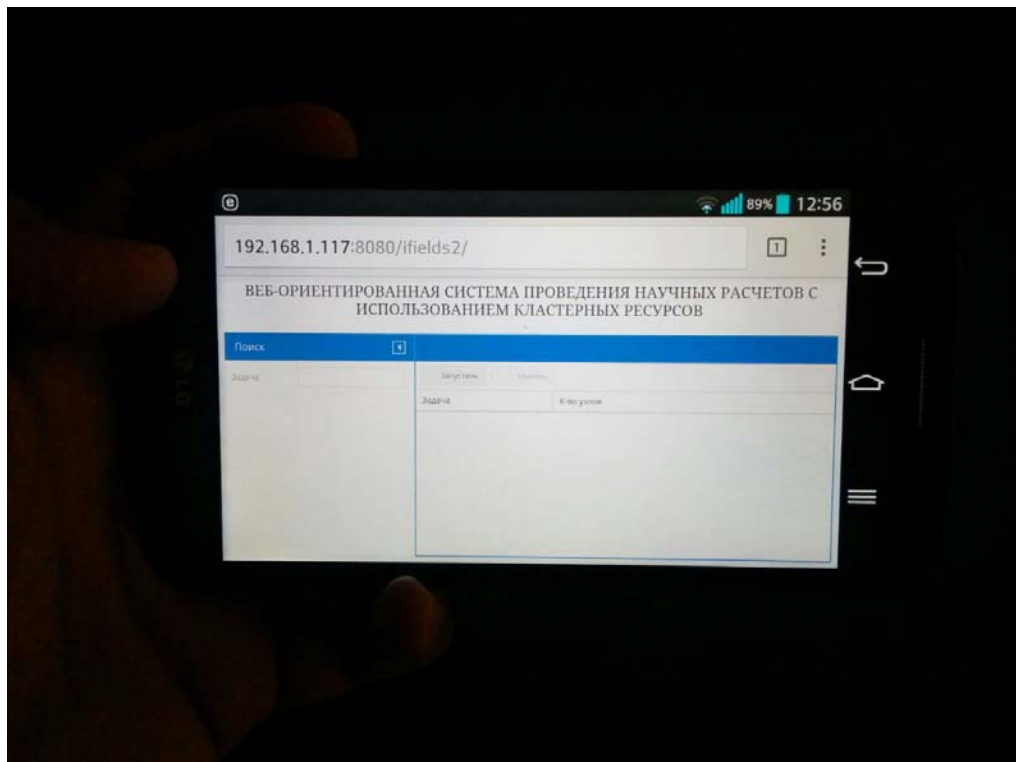 89% 12:56
192.168.1.117:8080/ifields2/
1
ВЕБ-ОРИЕНТИРОВАННАЯ СИСТЕМА ПРОВЕДЕНИЯ НАУЧНЫХ РАСЧЕТОВ С
ИСПОЛЬЗОВАНИЕМ КЛАСТЕРНЫХ РЕСУРСОВ
Поиск
Задача
Запустить
Задача К-во узлов
LG